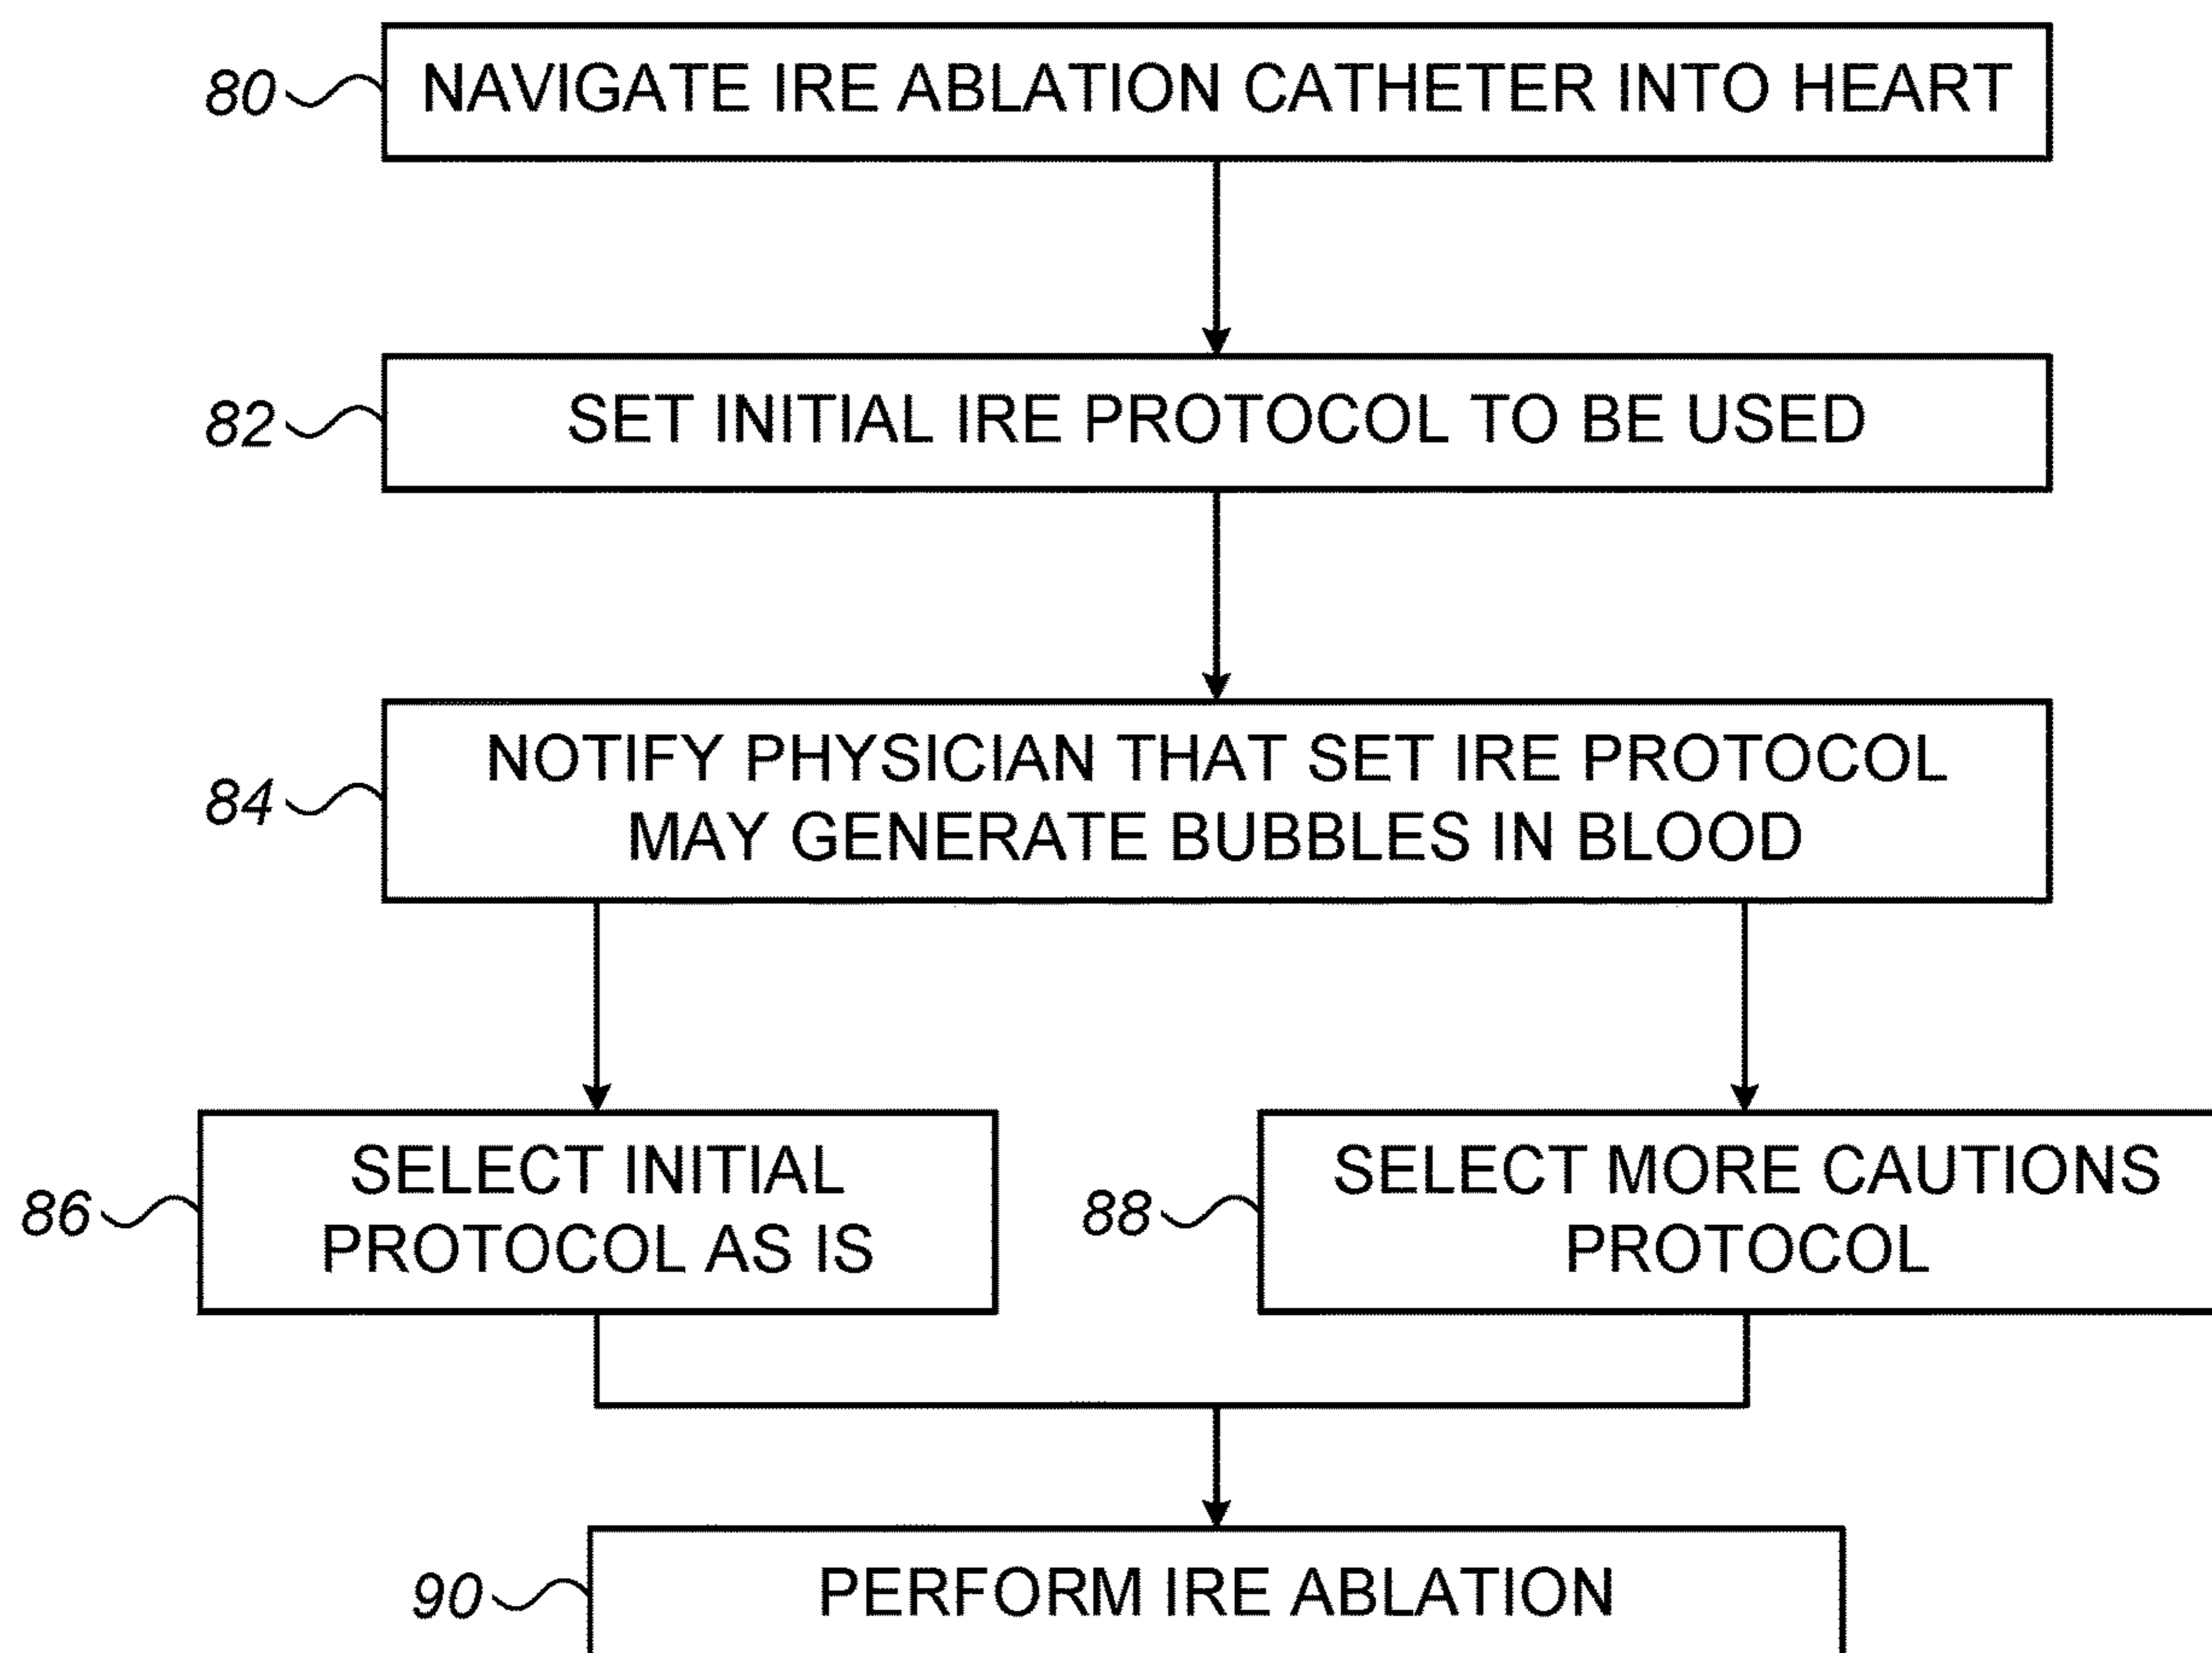 80 NAVIGATE IRE ABLATION CATHETER INTO HEART
82 SET INITIAL IRE PROTOCOL TO BE USED
84 NOTIFY PHYSICIAN THAT SET IRE PROTOCOL
MAY GENERATE BUBBLES IN BLOOD
86 SELECT INITIAL
PROTOCOL AS IS
88 SELECT MORE CAUTIONS
PROTOCOL
90 PERFORM IRE ABLATION